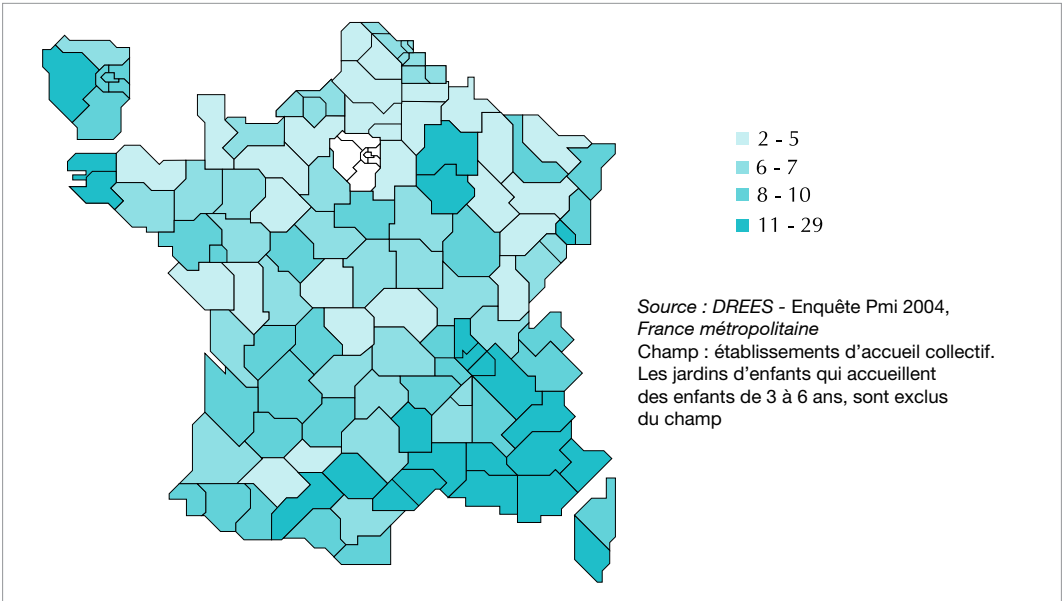 2 - 5
6 - 7
8 - 10
11 - 29
Source : DREES - Enquête Pmi 2004,
France métropolitaine
Champ : établissements d'accueil collectif.
Les jardins d'enfants qui accueillent
des enfants de 3 à 6 ans, sont exclus
du champ